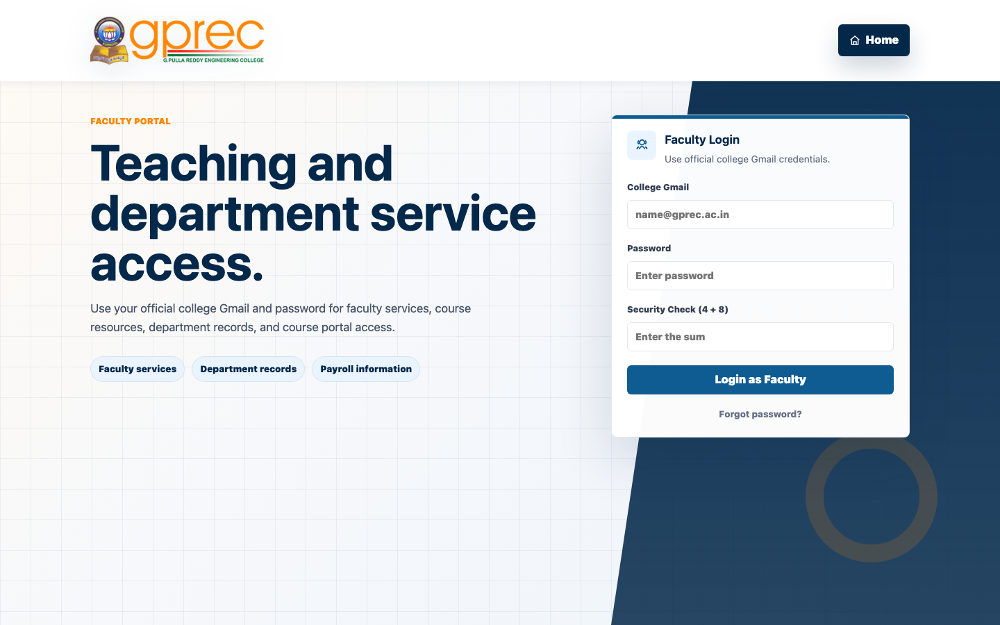 gprec
G.PULLA REDDY ENGINEERING COLLEGE
Home
FACULTY PORTAL
Teaching and
department service
access.
Use your official college Gmail and password for faculty services, course
resources, department records, and course portal access.
Faculty services
Department records
Payroll information
Faculty Login
Use official college Gmail credentials.
College Gmail
name@gprec.ac.in
Password
Enter password
Security Check (4 + 8)
Enter the sum
Login as Faculty
Forgot password?